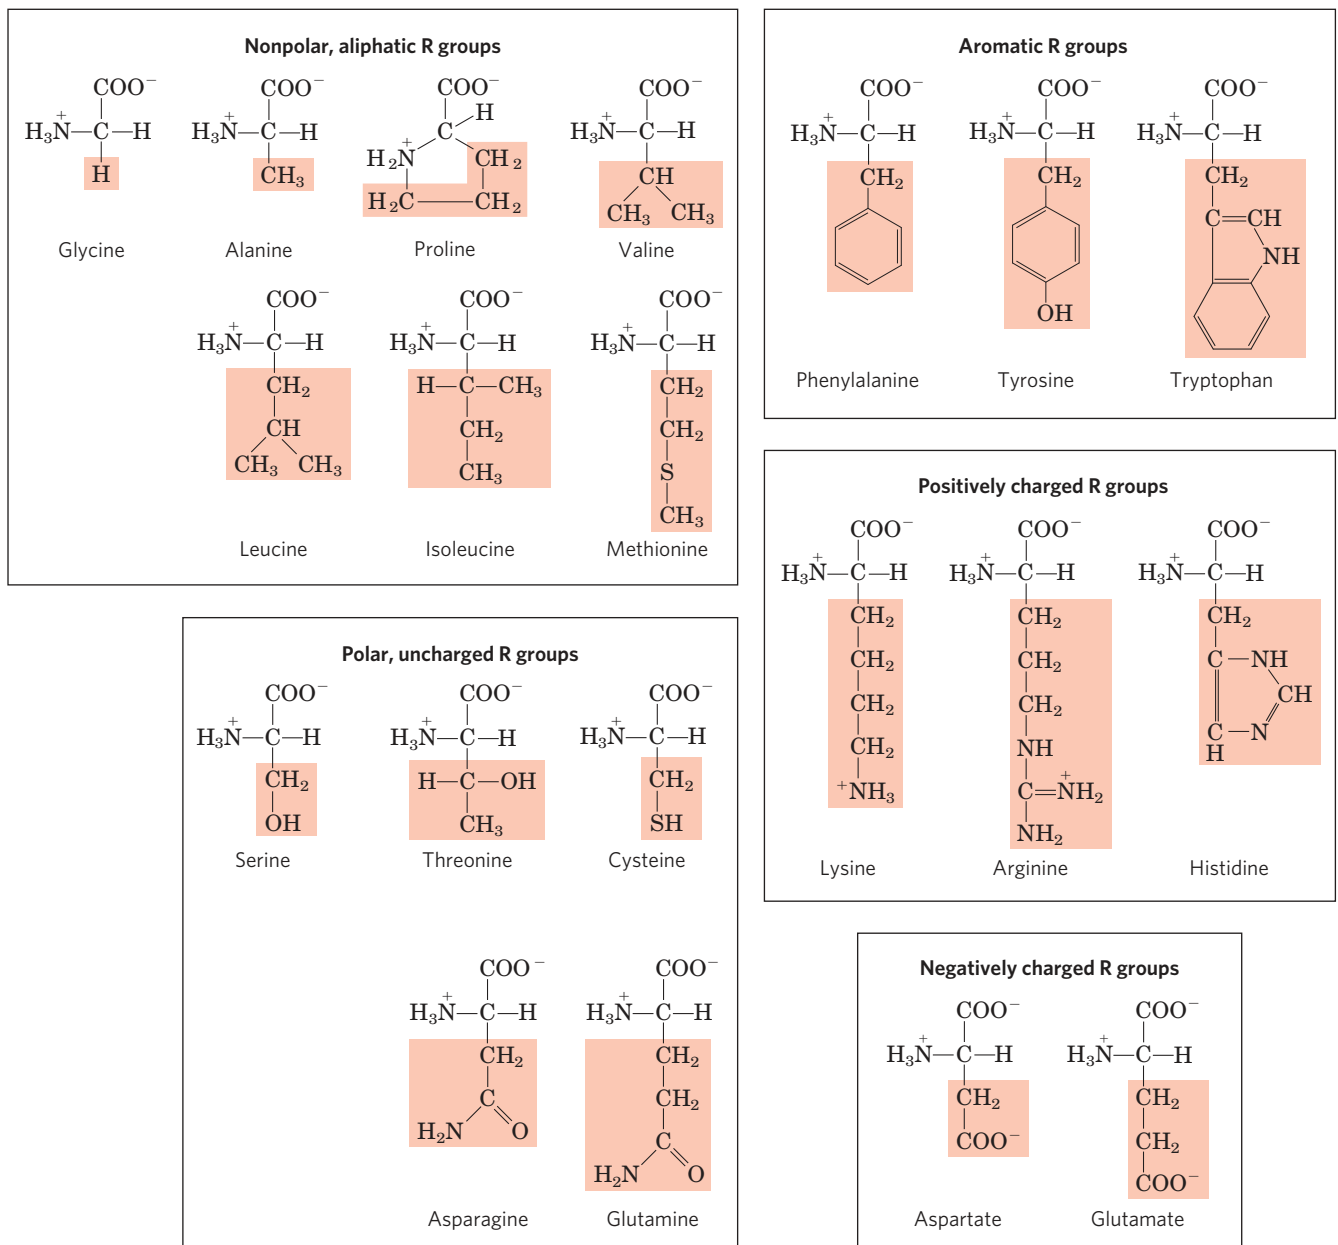 Nonpolar, aliphatic R groups
COO⁻ COO⁻ COO⁻ COO⁻
H₃N⁺—C—H H₃N⁺—C—H H₂N⁺ C H H₃N⁺—C—H
H CH₃ CH₂ CH
H₂C CH₂ CH₃ CH₃
Glycine Alanine Proline Valine
COO⁻ COO⁻ COO⁻
H₃N⁺—C—H H₃N⁺—C—H H₃N⁺—C—H
CH₂ H—C—CH₃ CH₂
CH CH₂ CH₂
CH₃ CH₃ CH₃ S
CH₃
Leucine Isoleucine Methionine
Aromatic R groups
COO⁻ COO⁻ COO⁻
H₃N⁺—C—H H₃N⁺—C—H H₃N⁺—C—H
CH₂ CH₂ CH₂
C=CH
NH
OH
Phenylalanine Tyrosine Tryptophan
Polar, uncharged R groups
COO⁻ COO⁻ COO⁻
H₃N⁺—C—H H₃N⁺—C—H H₃N⁺—C—H
CH₂ H—C—OH CH₂
OH CH₃ SH
Serine Threonine Cysteine
COO⁻ COO⁻
H₃N⁺—C—H H₃N⁺—C—H
CH₂ CH₂
C CH₂
H₂N O C
H₂N O
Asparagine Glutamine
Positively charged R groups
COO⁻ COO⁻ COO⁻
H₃N⁺—C—H H₃N⁺—C—H H₃N⁺—C—H
CH₂ CH₂ CH₂
CH₂ CH₂ C—NH
CH₂ CH₂ CH
CH₂ NH C—N
H
⁺NH₃ C=N⁺H₂
NH₂
Lysine Arginine Histidine
Negatively charged R groups
COO⁻ COO⁻
H₃N⁺—C—H H₃N⁺—C—H
CH₂ CH₂
COO⁻ CH₂
COO⁻
Aspartate Glutamate